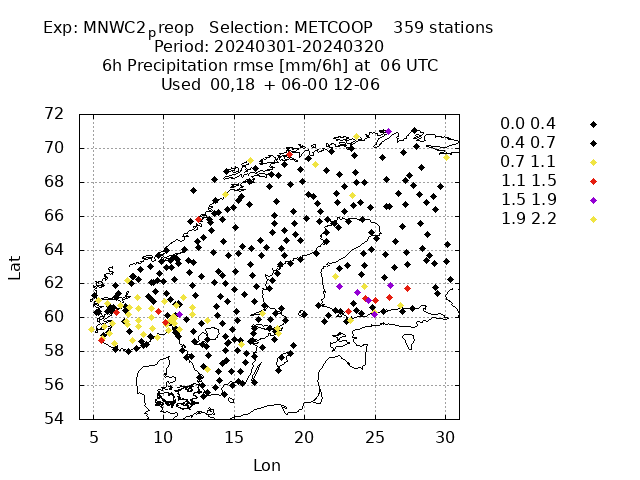 Exp: MNWC2_preop Selection: METCOOP 359 stations
Period: 20240301-20240320
6h Precipitation rmse [mm/6h] at 06 UTC
Used 00,18 + 06-00 12-06
72
70
68
66
64
62
60
58
56
54
5 10 15 20 25 30
Lat
Lon
0.0 0.4
0.4 0.7
0.7 1.1
1.1 1.5
1.5 1.9
1.9 2.2